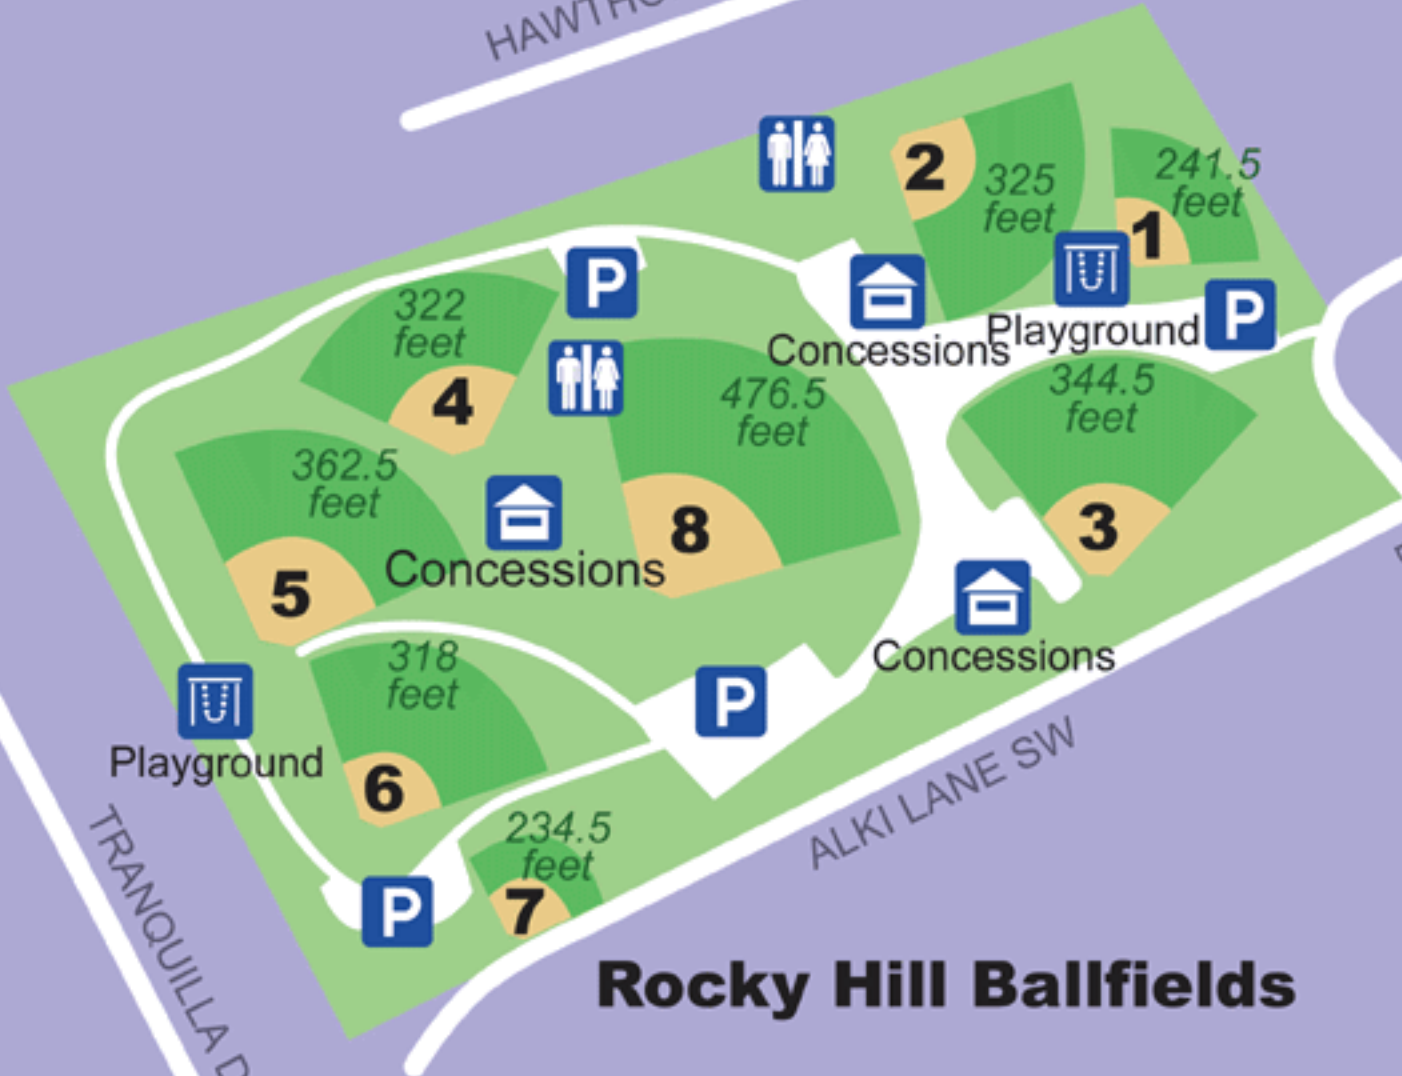 HAWTHO
2
325
feet
241.5
feet
1
P
322
feet
4
Concessions
Playground
P
476.5
feet
344.5
feet
362.5
feet
8
3
Concessions
5
318
feet
Concessions
P
Playground
6
ALKI LANE SW
234.5
feet
7
P
TRANQUILLA D
Rocky Hill Ballfields